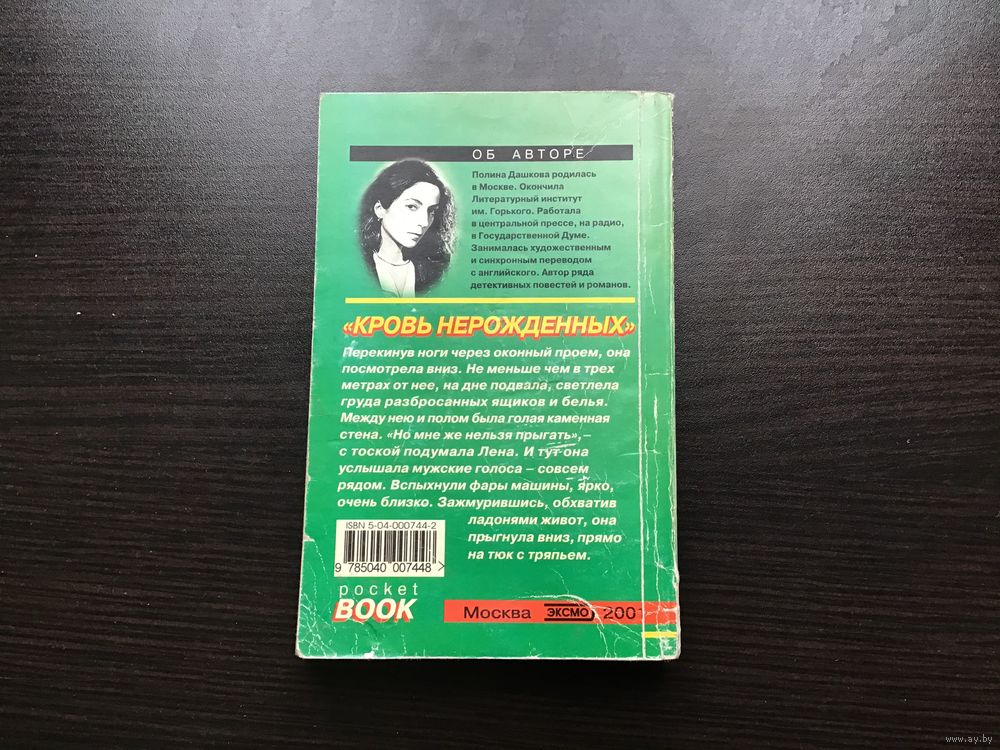 ОБ АВТОРЕ
Полина Дашкова родилась
в Москве. Окончила
Литературный институт
им. Горького. Работала
в центральной прессе, на радио,
в Государственной Думе.
Занималась художественным
и синхронным переводом
с английского. Автор ряда
детективных повестей и романов.
«КРОВЬ НЕРОЖДЕННЫХ»
Перекинув ноги через оконный проем, она
посмотрела вниз. Не меньше чем в трех
метрах от нее, на дне подвала, светлела
груда разбросанных ящиков и белья.
Между нею и полом была голая каменная
стена. «Но мне же нельзя прыгать», –
с тоской подумала Лена. И тут она
услышала мужские голоса – совсем
рядом. Вспыхнули фары машины, ярко,
очень близко. Зажмурившись, обхватив
ладонями живот, она
прыгнула вниз, прямо
на тюк с тряпьем.
ISBN 5-04-000744-2
9 785040 007448 >
pocket
BOOK
Москва ЭКСМО 2001
www.ay.by